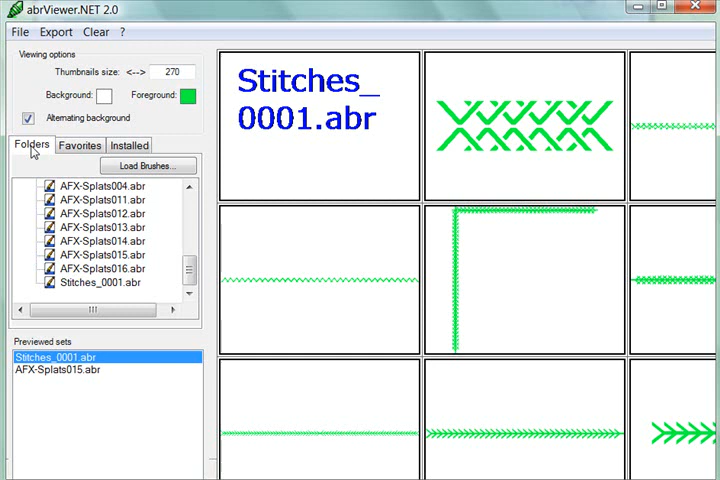 abrViewer.NET 2.0
File Export Clear ?
Viewing options
Thumbnails size: <--> 270
Background: Foreground:
Alternating background
Folders Favorites Installed
Load Brushes...
AFX-Splats004.abr
AFX-Splats011.abr
AFX-Splats012.abr
AFX-Splats013.abr
AFX-Splats014.abr
AFX-Splats015.abr
AFX-Splats016.abr
Stitches_0001.abr
Previewed sets
Stitches_0001.abr
AFX-Splats015.abr
Stitches_
0001.abr